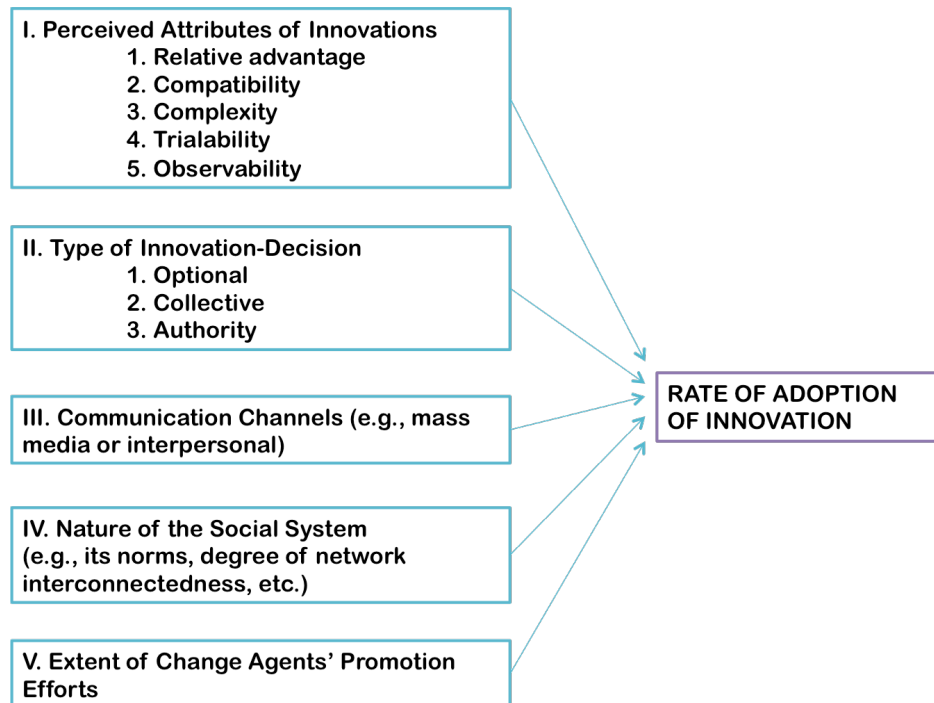 I. Perceived Attributes of Innovations
1. Relative advantage
2. Compatibility
3. Complexity
4. Trialability
5. Observability
II. Type of Innovation-Decision
1. Optional
2. Collective
3. Authority
III. Communication Channels (e.g., mass
media or interpersonal)
IV. Nature of the Social System
(e.g., its norms, degree of network
interconnectedness, etc.)
V. Extent of Change Agents’ Promotion
Efforts
RATE OF ADOPTION
OF INNOVATION